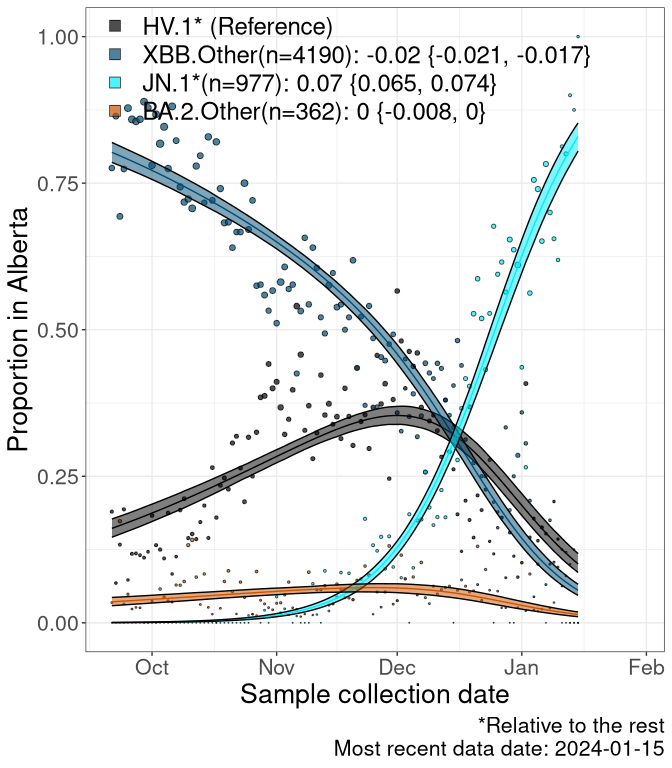 HV.1* (Reference)
XBB.Other(n=4190): -0.02 {-0.021, -0.017}
JN.1*(n=977): 0.07 {0.065, 0.074}
BA.2.Other(n=362): 0 {-0.008, 0}
Proportion in Alberta
1.00
0.75
0.50
0.25
0.00
Oct Nov Dec Jan Feb
Sample collection date
*Relative to the rest
Most recent data date: 2024-01-15